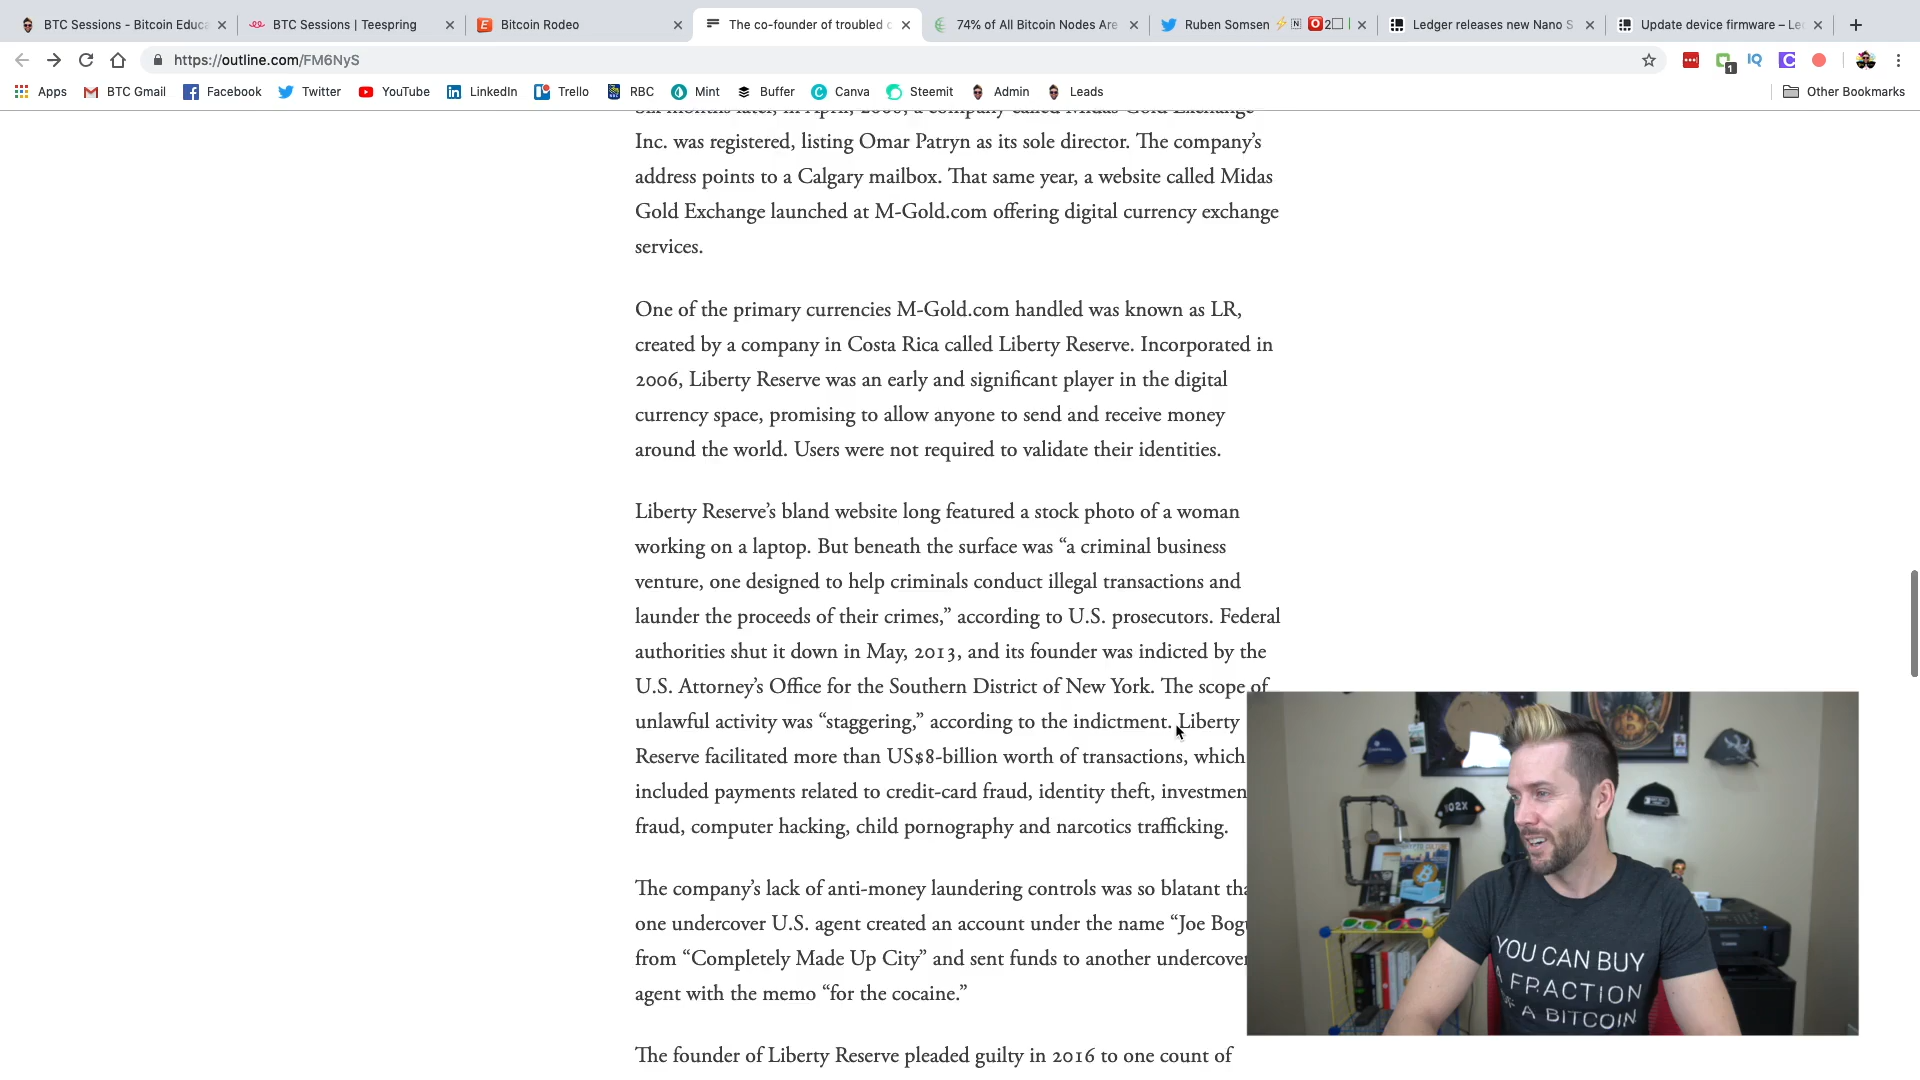 BTC Sessions - Bitcoin Educa
BTC Sessions | Teespring
Bitcoin Rodeo
The co-founder of troubled c
74% of All Bitcoin Nodes Are
Ruben Somsen
Ledger releases new Nano S
Update device firmware – Le
https://outline.com/FM6NyS
Apps
BTC Gmail
Facebook
Twitter
YouTube
LinkedIn
Trello
RBC
Mint
Buffer
Canva
Steemit
Admin
Leads
Other Bookmarks
Six months later, in April, 2008, a company called Midas Gold Exchange
Inc. was registered, listing Omar Patryn as its sole director. The company’s
address points to a Calgary mailbox. That same year, a website called Midas
Gold Exchange launched at M-Gold.com offering digital currency exchange
services.
One of the primary currencies M-Gold.com handled was known as LR,
created by a company in Costa Rica called Liberty Reserve. Incorporated in
2006, Liberty Reserve was an early and significant player in the digital
currency space, promising to allow anyone to send and receive money
around the world. Users were not required to validate their identities.
Liberty Reserve’s bland website long featured a stock photo of a woman
working on a laptop. But beneath the surface was “a criminal business
venture, one designed to help criminals conduct illegal transactions and
launder the proceeds of their crimes,” according to U.S. prosecutors. Federal
authorities shut it down in May, 2013, and its founder was indicted by the
U.S. Attorney’s Office for the Southern District of New York. The scope of
unlawful activity was “staggering,” according to the indictment. Liberty
Reserve facilitated more than US$8-billion worth of transactions, which
included payments related to credit-card fraud, identity theft, investmen
fraud, computer hacking, child pornography and narcotics trafficking.
The company’s lack of anti-money laundering controls was so blatant tha
one undercover U.S. agent created an account under the name “Joe Bogu
from “Completely Made Up City” and sent funds to another undercover
agent with the memo “for the cocaine.”
The founder of Liberty Reserve pleaded guilty in 2016 to one count of
YOU CAN BUY
A FRACTION
OF A BITCOIN